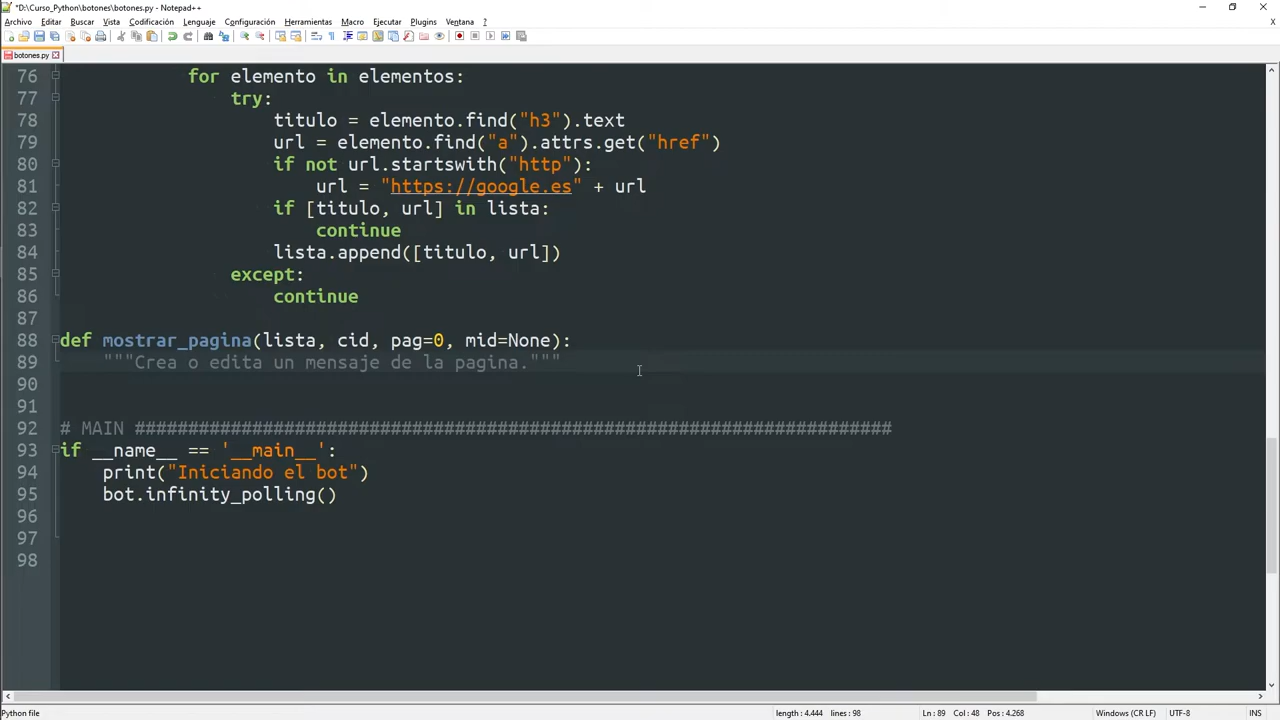 *D:\Curso_Python\botones\botones.py - Notepad++
Archivo Editar Buscar Vista Codificación Lenguaje Configuración Herramientas Macro Ejecutar Plugins Ventana ?
X
botones.py
76 for elemento in elementos:
77 try:
78 titulo = elemento.find("h3").text
79 url = elemento.find("a").attrs.get("href")
80 if not url.startswith("http"):
81 url = "https://google.es" + url
82 if [titulo, url] in lista:
83 continue
84 lista.append([titulo, url])
85 except:
86 continue
87
88 def mostrar_pagina(lista, cid, pag=0, mid=None):
89 """Crea o edita un mensaje de la pagina."""
90
91
92 # MAIN #######################################################################
93 if __name__ == '__main__':
94 print("Iniciando el bot")
95 bot.infinity_polling()
96
97
98
Python file length : 4.444 lines : 98 Ln : 89 Col : 48 Pos : 4.268 Windows (CR LF) UTF-8 INS